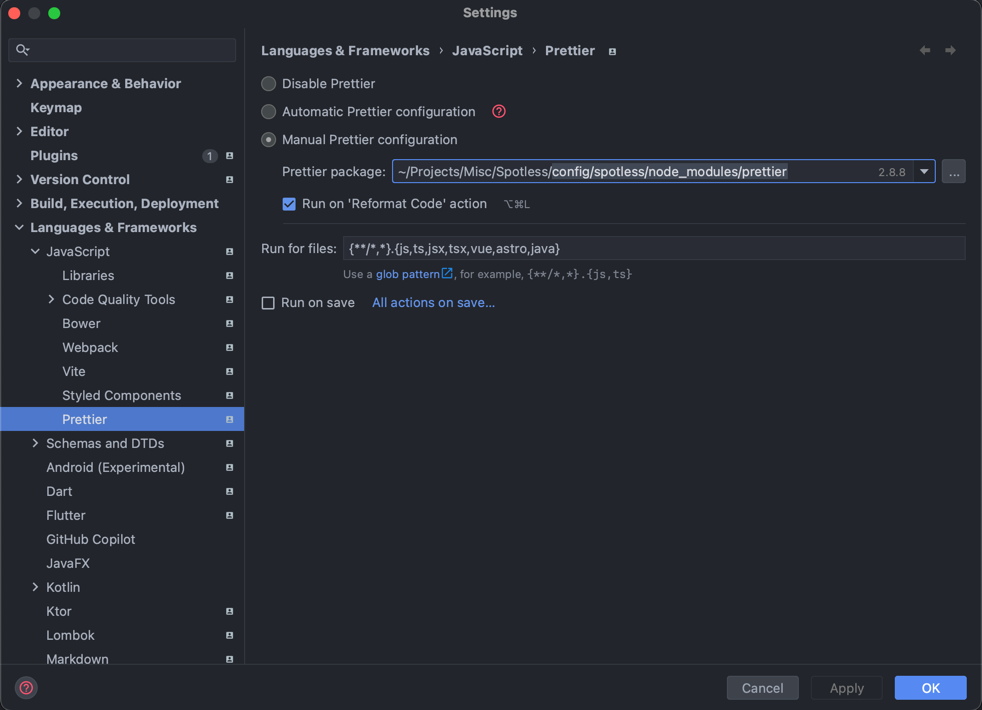 Settings
Languages & Frameworks › JavaScript › Prettier
Appearance & Behavior
Keymap
Editor
Plugins 1
Version Control
Build, Execution, Deployment
Languages & Frameworks
JavaScript
Libraries
Code Quality Tools
Bower
Webpack
Vite
Styled Components
Prettier
Schemas and DTDs
Android (Experimental)
Dart
Flutter
GitHub Copilot
JavaFX
Kotlin
Ktor
Lombok
Markdown
Disable Prettier
Automatic Prettier configuration ?
Manual Prettier configuration
Prettier package: ~/Projects/Misc/Spotless/config/spotless/node_modules/prettier 2.8.8 ...
Run on 'Reformat Code' action ⌥⌘L
Run for files: {**/*,*}.{js,ts,jsx,tsx,vue,astro,java}
Use a glob pattern, for example, {**/*,*}.{js,ts}
Run on save All actions on save...
? Cancel Apply OK